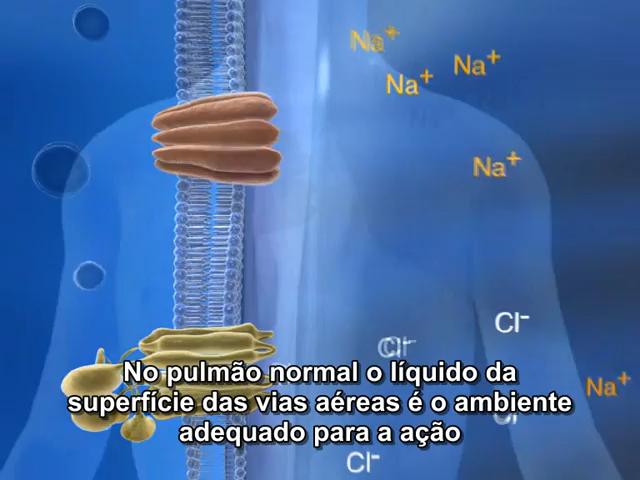 Na⁺
Na⁺
Na⁺
Na⁺
Cl⁻
Cl⁻
No pulmão normal o líquido da
Na⁺
superfície das vias aéreas é o ambiente
adequado para a ação
Cl⁻